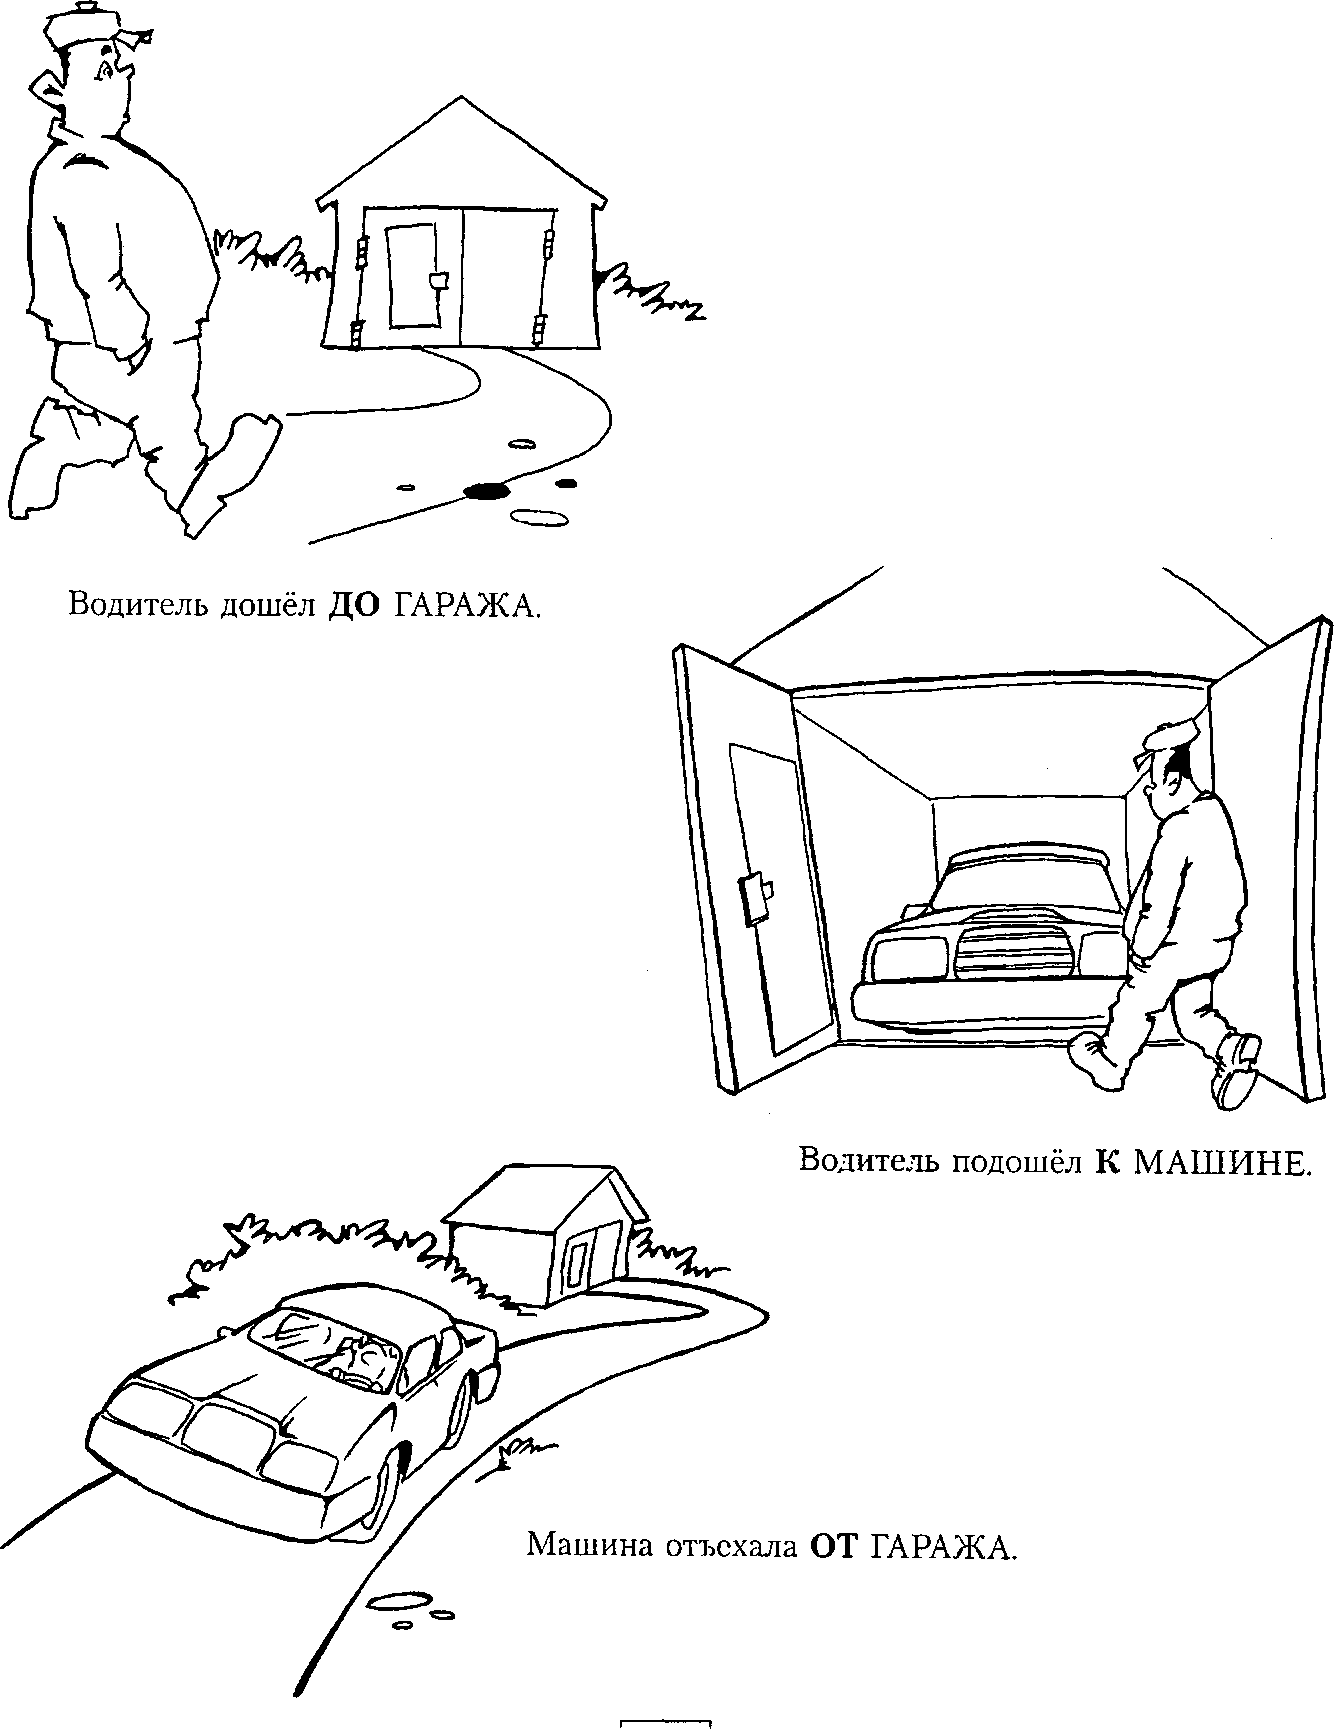 Водитель дошёл ДО ГАРАЖА.
Водитель подошёл К МАШИНЕ.
Машина отъехала ОТ ГАРАЖА.